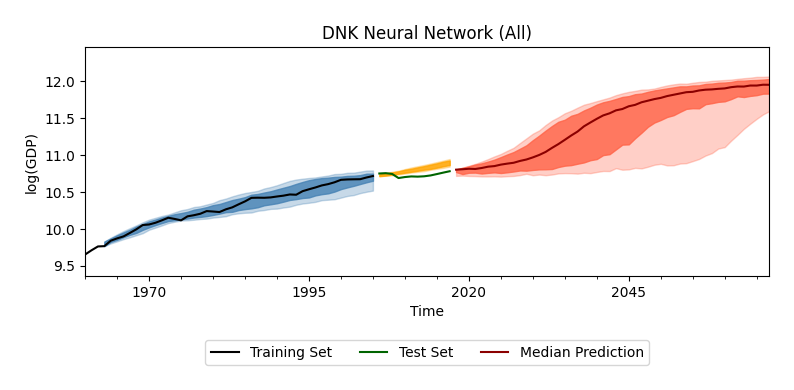 DNK Neural Network (All)
12.0
11.5
11.0
10.5
10.0
9.5
log(GDP)
1970 1995 2020 2045
Time
Training Set Test Set Median Prediction